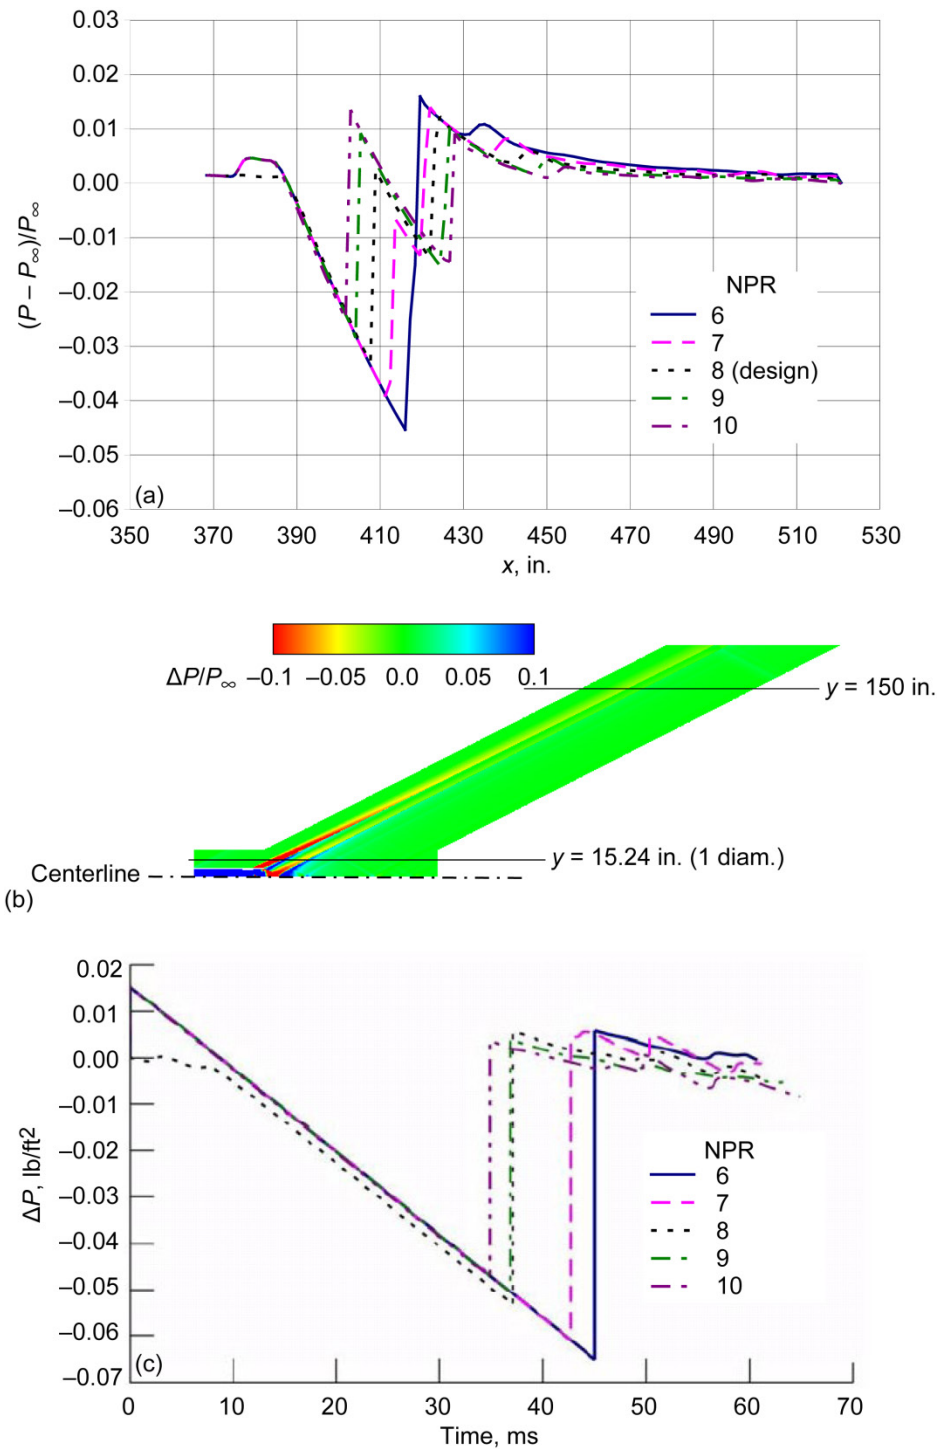 0.03
0.02
0.01
0.00
–0.01
–0.02
–0.03
–0.04
–0.05
–0.06
(P – P∞)/P∞
NPR
6
7
8 (design)
9
10
(a)
350 370 390 410 430 450 470 490 510 530
x, in.
ΔP/P∞ –0.1 –0.05 0.0 0.05 0.1
y = 150 in.
y = 15.24 in. (1 diam.)
Centerline
(b)
0.02
0.01
0.00
–0.01
–0.02
–0.03
–0.04
–0.05
–0.06
–0.07
ΔP, lb/ft2
NPR
6
7
8
9
10
(c)
0 10 20 30 40 50 60 70
Time, ms